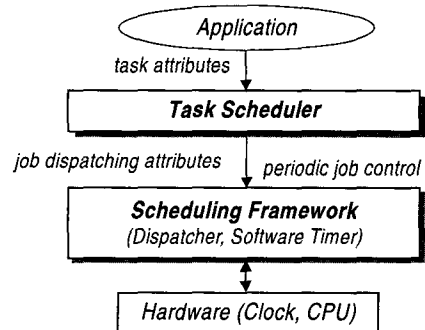 Application
task attributes
Task Scheduler
job dispatching attributes
periodic job control
Scheduling Framework
(Dispatcher, Software Timer)
Hardware (Clock, CPU)